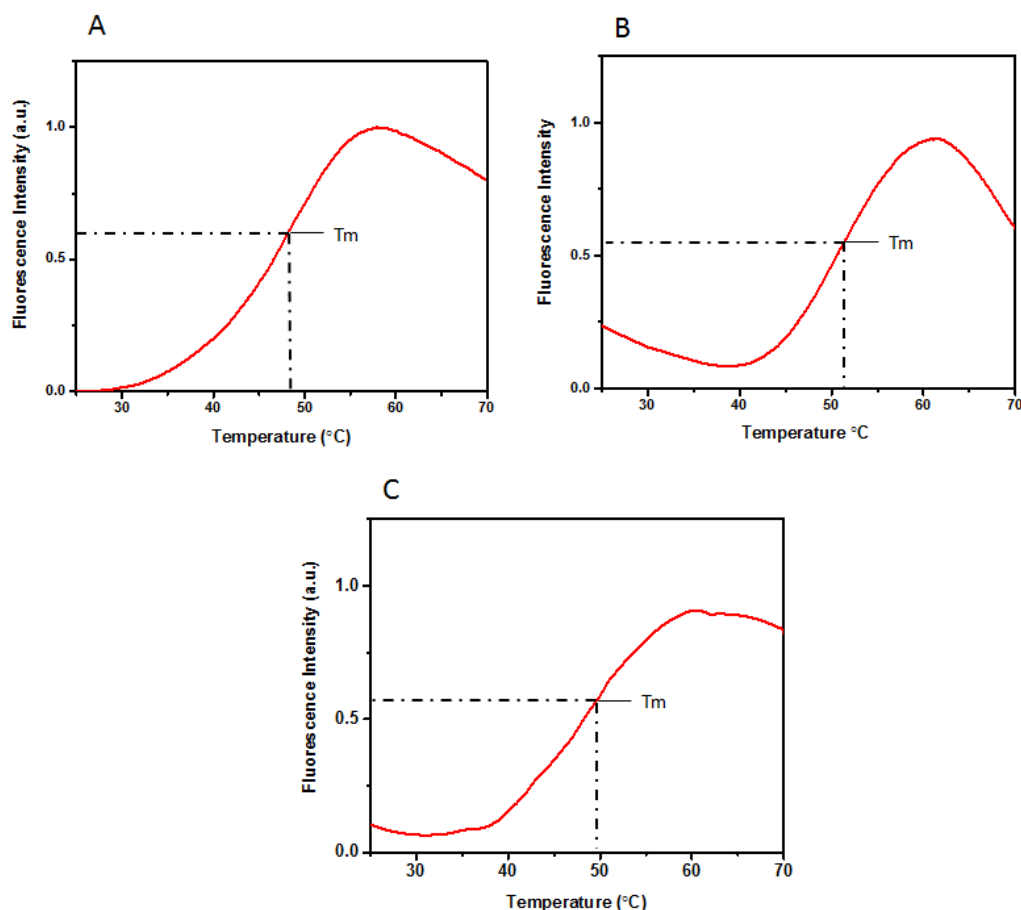 A
Fluorescence Intensity (a.u.)
1.0
0.5
0.0
Tm
30 40 50 60 70
Temperature (°C)
B
Fluorescence Intensity
1.0
0.5
0.0
Tm
30 40 50 60 70
Temperature °C
C
Fluorescence Intensity (a.u.)
1.0
0.5
0.0
Tm
30 40 50 60 70
Temperature (°C)